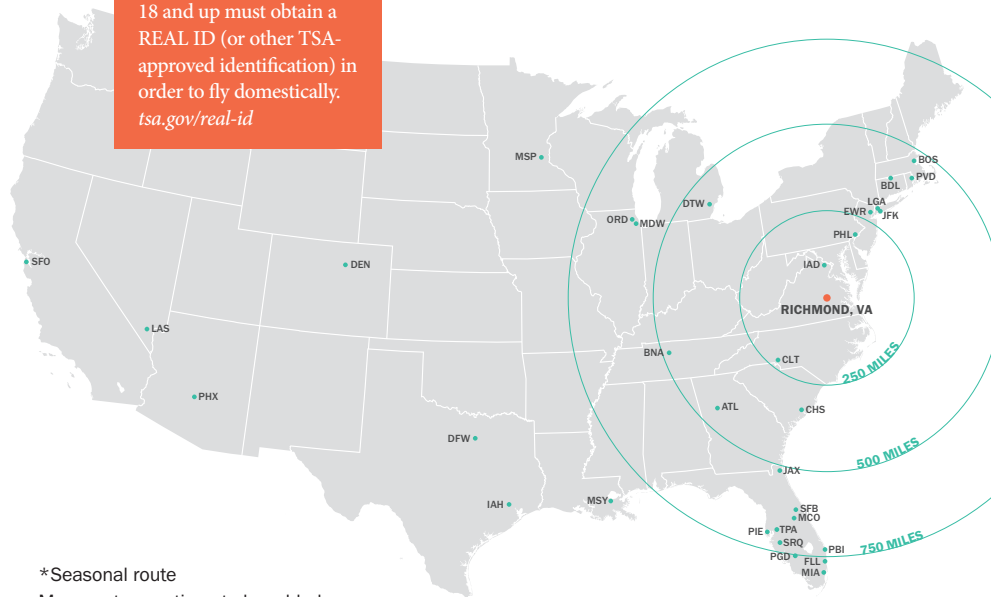 18 and up must obtain a
REAL ID (or other TSA-
approved identification) in
order to fly domestically.
tsa.gov/real-id
MSP
BOS
BDL
PVD
DTW
LGA
EWR
JFK
ORD
MDW
PHL
SFO
DEN
IAD
RICHMOND, VA
LAS
BNA
CLT
250 MILES
PHX
ATL
CHS
DFW
500 MILES
JAX
IAH
MSY
SFB
MCO
PIE
TPA
SRQ
750 MILES
PBI
PGD
FLL
MIA
*Seasonal route